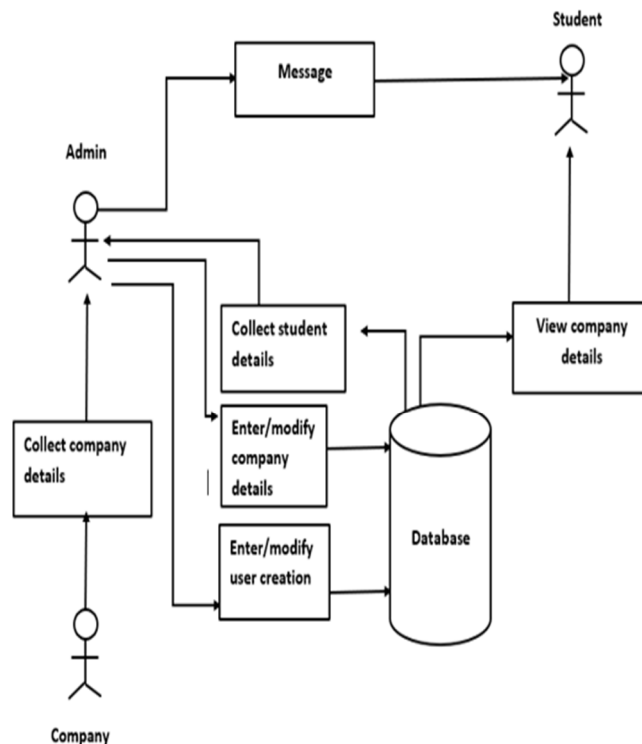 Student
Message
Admin
Collect student
details
View company
details
Enter/modify
company
details
Collect company
details
Database
Enter/modify
user creation
Company